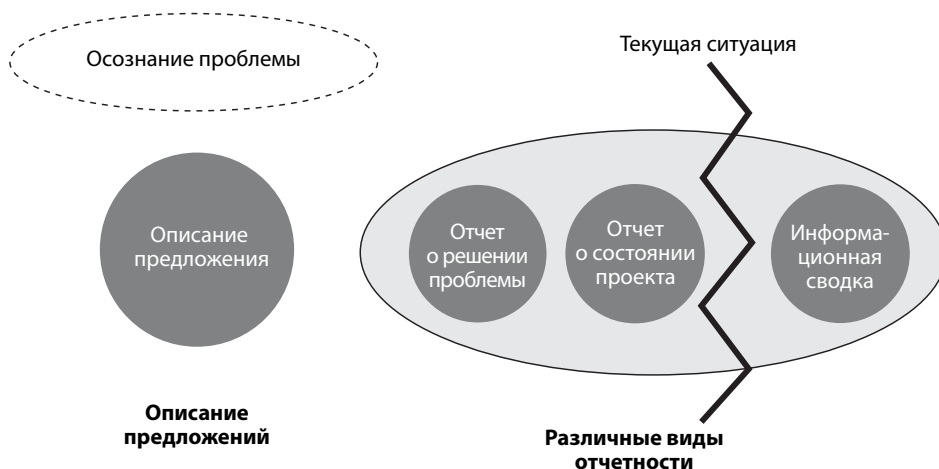 Осознание проблемы
Текущая ситуация
Описание
предложения
Отчет
о решении
проблемы
Отчет
о состоянии
проекта
Информа-
ционная
сводка
Описание
предложений
Различные виды
отчетности